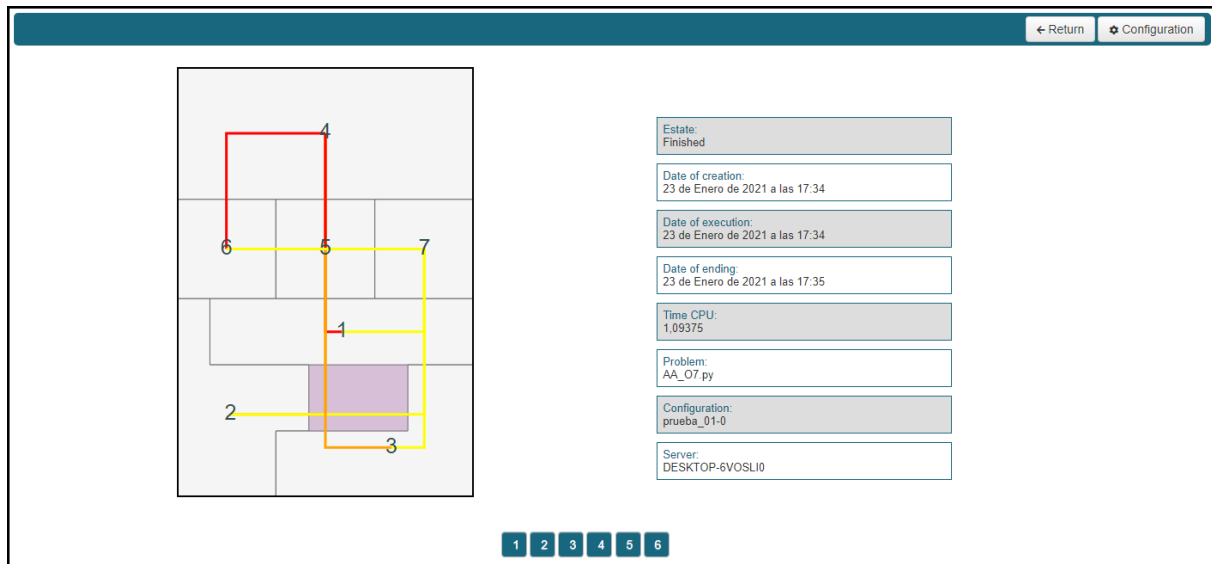 Return
Configuration
4
6 5 7
1
2
3
Estate:
Finished
Date of creation:
23 de Enero de 2021 a las 17:34
Date of execution:
23 de Enero de 2021 a las 17:34
Date of ending:
23 de Enero de 2021 a las 17:35
Time CPU:
1,09375
Problem:
AA_O7.py
Configuration:
prueba_01-0
Server:
DESKTOP-6VOSLI0
1 2 3 4 5 6